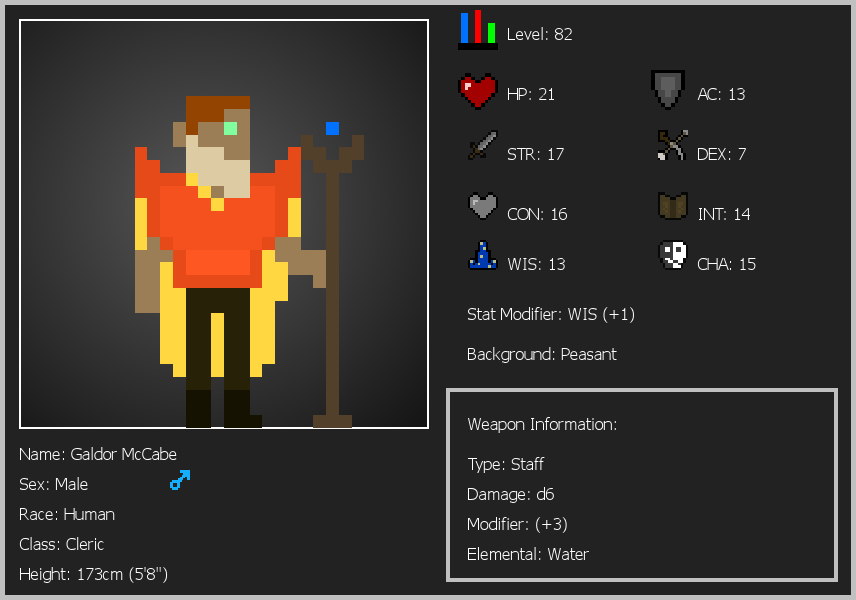 Level: 82
HP: 21
AC: 13
STR: 17
DEX: 7
CON: 16
INT: 14
WIS: 13
CHA: 15
Stat Modifier: WIS (+1)
Background: Peasant
Weapon Information:
Type: Staff
Damage: d6
Modifier: (+3)
Elemental: Water
Name: Galdor McCabe
Sex: Male
Race: Human
Class: Cleric
Height: 173cm (5'8")